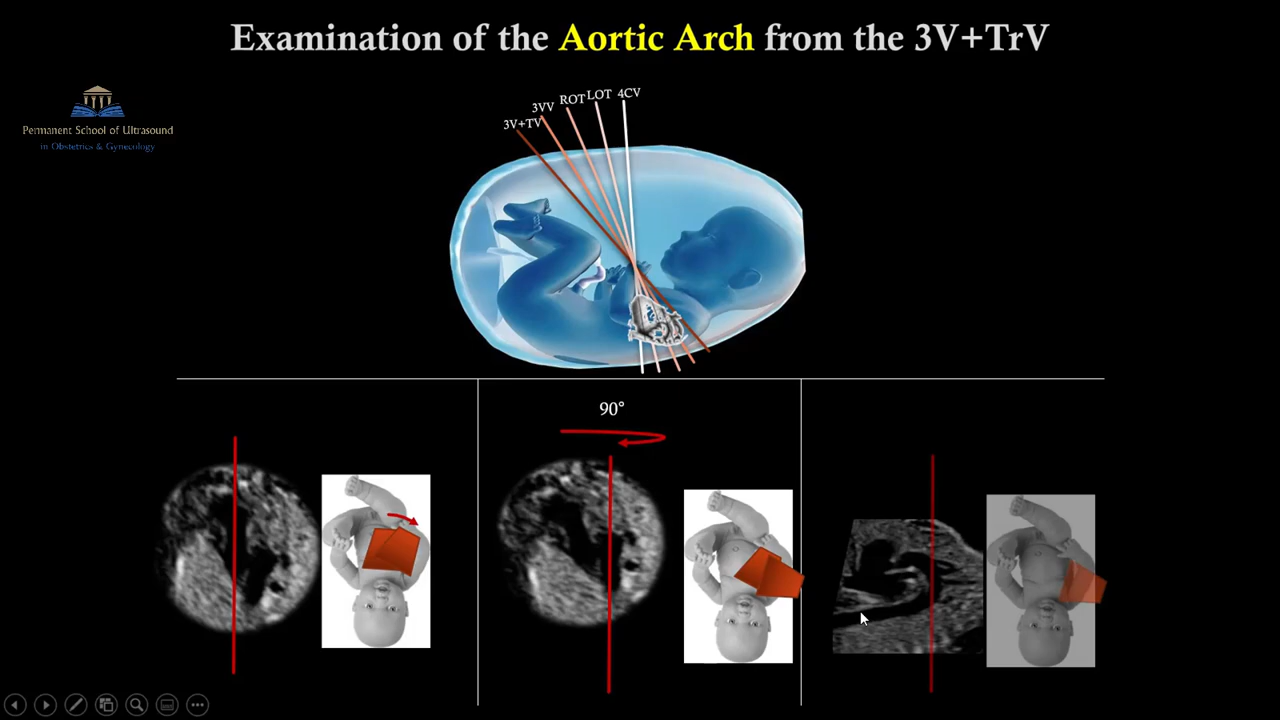 Examination of the Aortic Arch from the 3V+TrV
Permanent School of Ultrasound
in Obstetrics & Gynecology
3V+TV
3VV
ROT
LOT
4CV
90°